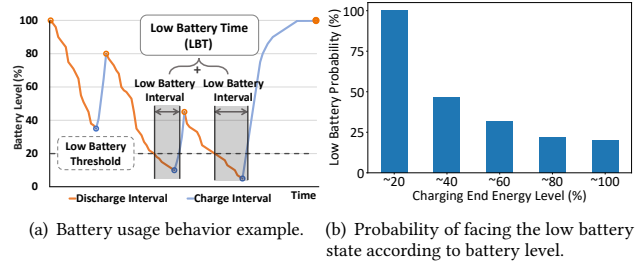 100
80
60
40
20
0
Battery Level (%)
Low Battery Time
(LBT)
+
Low Battery
Interval
Low Battery
Interval
Low Battery
Threshold
Time
Discharge Interval
Charge Interval
(a) Battery usage behavior example.
100
75
50
25
0
Low Battery Probability (%)
~20
~40
~60
~80
~100
Charging End Energy Level (%)
(b) Probability of facing the low battery
state according to battery level.